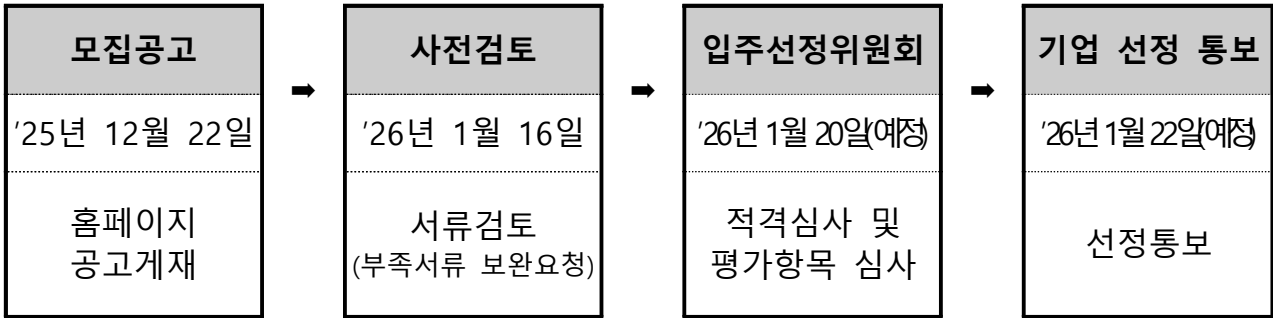 모집공고
'25년 12월 22일
홈페이지
공고게재
➡
사전검토
'26년 1월 16일
서류검토
(부족서류 보완요청)
➡
입주선정위원회
'26년 1월 20일(예정)
적격심사 및
평가항목 심사
➡
기업 선정 통보
'26년 1월 22일(예정)
선정통보